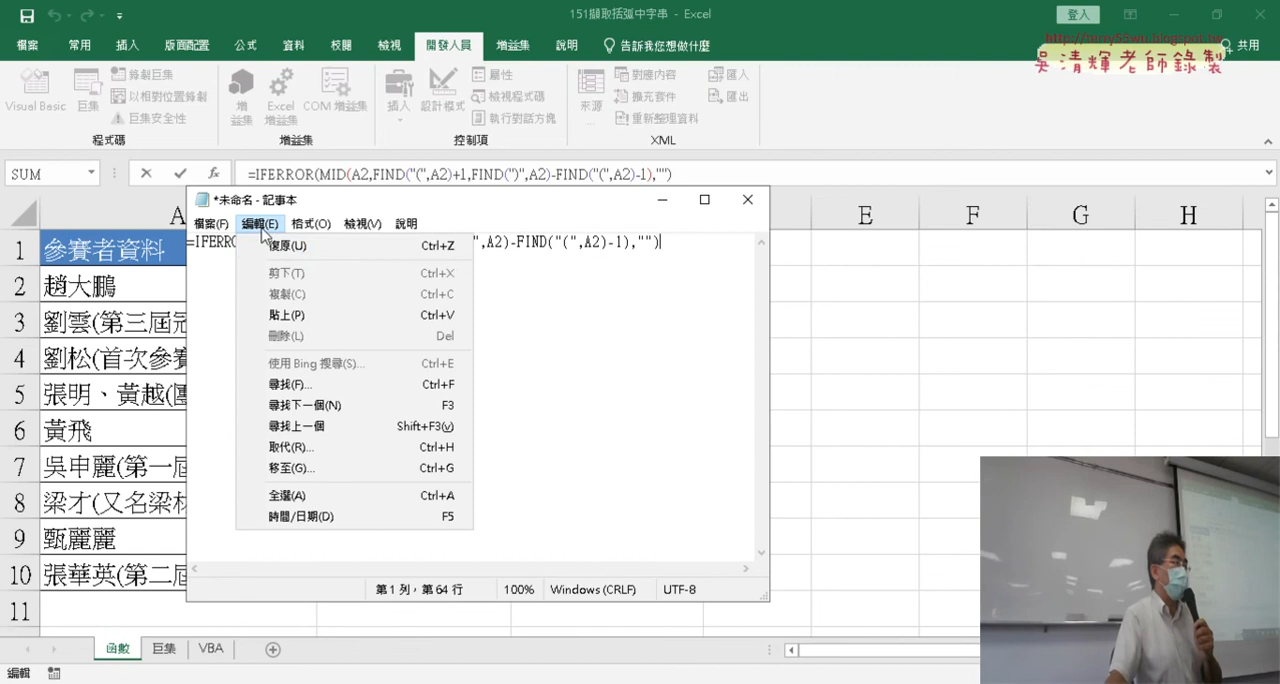 151擷取括弧中字串 - Excel
登入
檔案 常用 插入 版面配置 公式 資料 校閱 檢視 開發人員 增益集 說明 告訴我您想做什麼 共用
http://terry55wu.blogspot.tw
吳清輝老師錄製
Visual Basic 巨集 錄製巨集 以相對位置錄製 巨集安全性
增益集 Excel 增益集 COM 增益集
插入 設計模式 屬性 檢視程式碼 執行對話方塊
來源 對應內容 擴充套件 重新整理資料 匯入 匯出
程式碼 增益集 控制項 XML
SUM fx =IFERROR(MID(A2,FIND("(",A2)+1,FIND(")",A2)-FIND("(",A2)-1),"")
*未命名 - 記事本
檔案(F) 編輯(E) 格式(O) 檢視(V) 說明
=IFERR ",A2)-FIND("(",A2)-1),"")
復原(U) Ctrl+Z
剪下(T) Ctrl+X
複製(C) Ctrl+C
貼上(P) Ctrl+V
刪除(L) Del
使用 Bing 搜尋(S)... Ctrl+E
尋找(F)... Ctrl+F
尋找下一個(N) F3
尋找上一個 Shift+F3(V)
取代(R)... Ctrl+H
移至(G)... Ctrl+G
全選(A) Ctrl+A
時間/日期(D) F5
第 1 列，第 64 行 100% Windows (CRLF) UTF-8
A E F G H
1 參賽者資料
2 趙大鵬
3 劉雲(第三屆
4 劉松(首次參
5 張明、黃越(
6 黃飛
7 吳申麗(第一屆
8 梁才(又名梁
9 甄麗麗
10 張華英(第二屆
11
函數 巨集 VBA
編輯